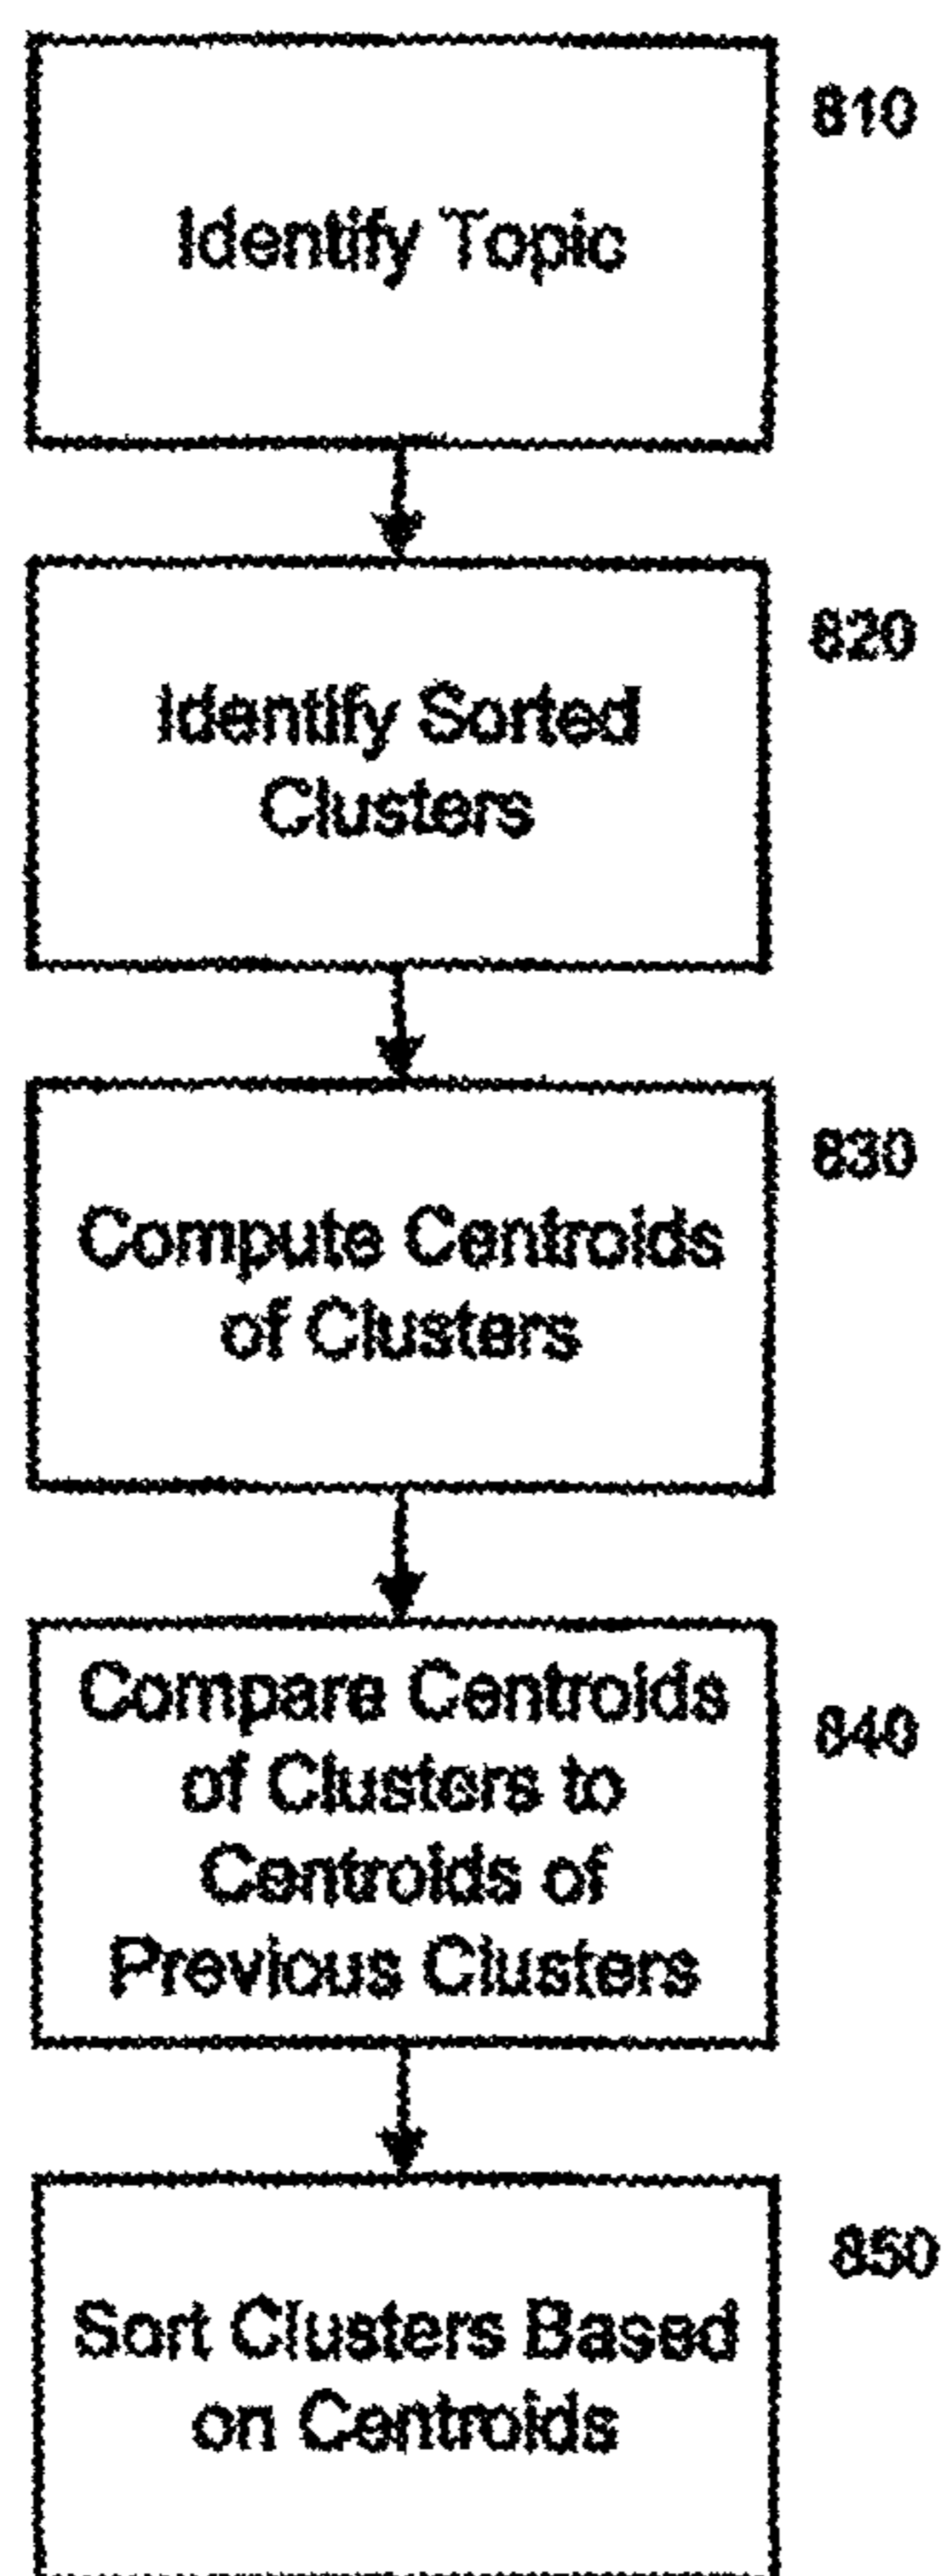 810
Identify Topic
820
Identify Sorted
Clusters
830
Compute Centroids
of Clusters
840
Compare Centroids
of Clusters to
Centroids of
Previous Clusters
850
Sort Clusters Based
on Centroids